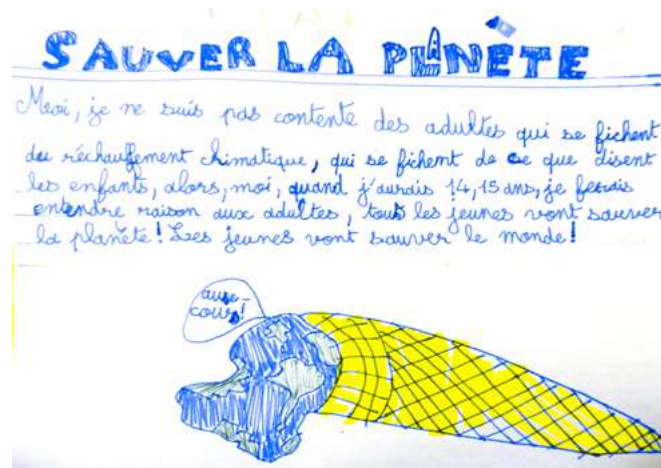 SAUVER LA PLANÈTE
Moi, je ne suis pas contente des adultes qui se fichent
du réchauffement chimatique, qui se fichent de ce que disent
les enfants, alors, moi, quand j'aurais 14,15 ans, je ferais
entendre raison aux adultes, tous les jeunes vont sauver
la planète! Les jeunes vont sauver le monde!
au se-
cours!